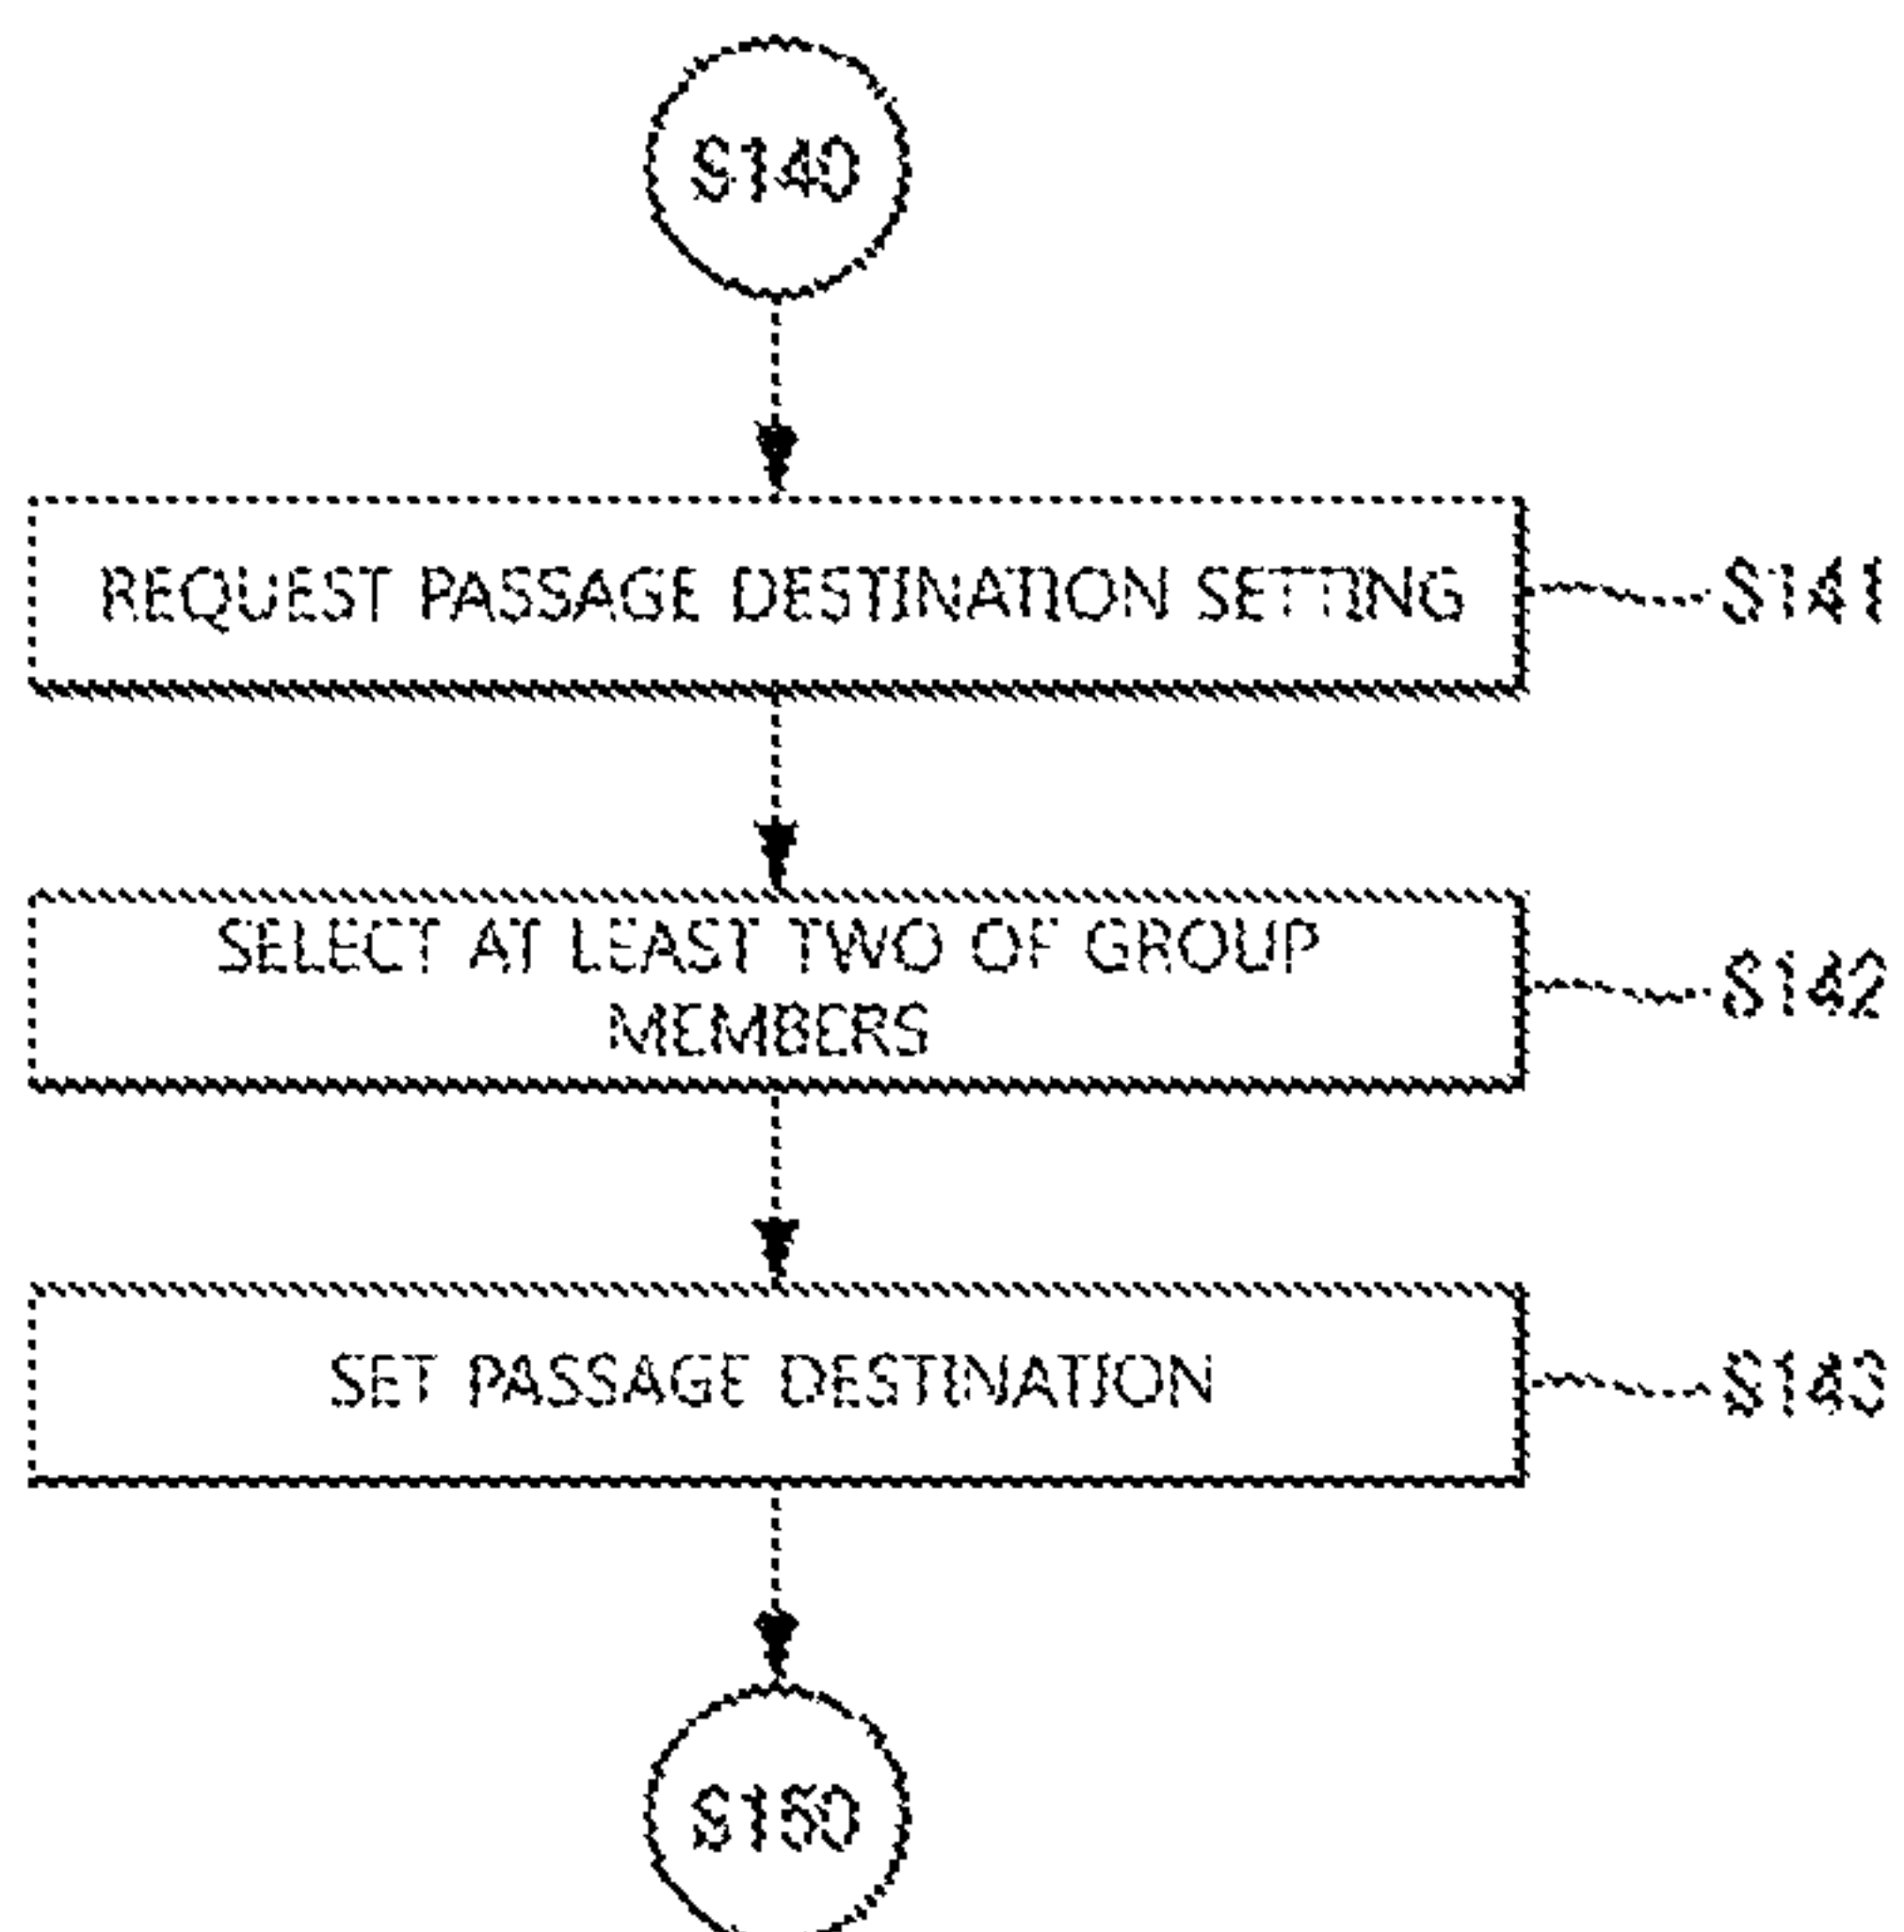 S140
REQUEST PASSAGE DESTINATION SETTING
S141
SELECT AT LEAST TWO OF GROUP
MEMBERS
S142
SET PASSAGE DESTINATION
S143
S150